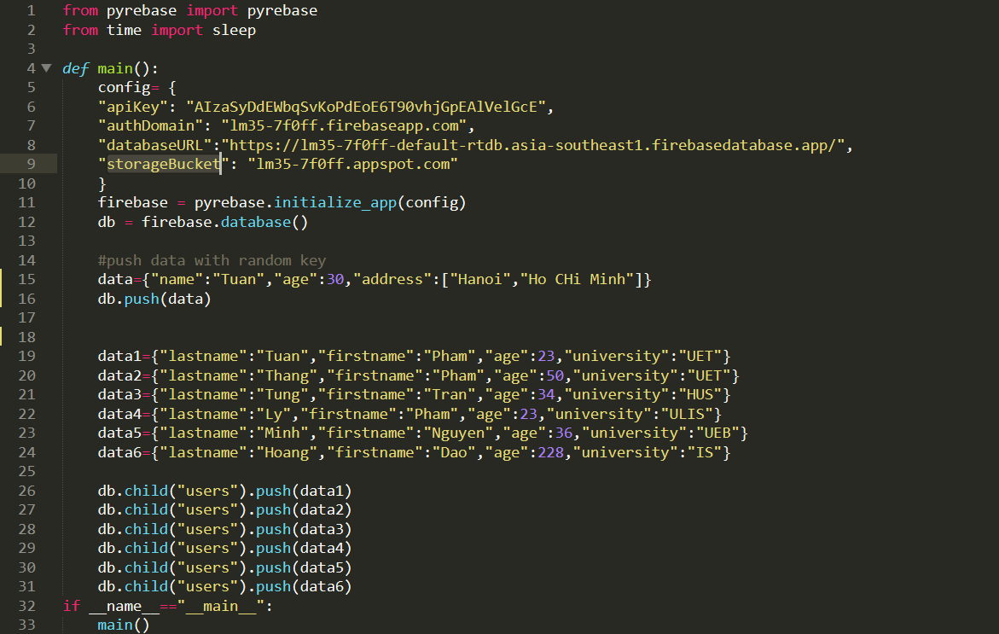 1 from pyrebase import pyrebase
2 from time import sleep
3
4 def main():
5 config= {
6 "apiKey": "AIzaSyDdEWbqSvKoPdEoE6T90vhjGpEAlVelGcE",
7 "authDomain": "lm35-7f0ff.firebaseapp.com",
8 "databaseURL":"https://lm35-7f0ff-default-rtdb.asia-southeast1.firebasedatabase.app/",
9 "storageBucket": "lm35-7f0ff.appspot.com"
10 }
11 firebase = pyrebase.initialize_app(config)
12 db = firebase.database()
13
14 #push data with random key
15 data={"name":"Tuan","age":30,"address":["Hanoi","Ho CHi Minh"]}
16 db.push(data)
17
18
19 data1={"lastname":"Tuan","firstname":"Pham","age":23,"university":"UET"}
20 data2={"lastname":"Thang","firstname":"Pham","age":50,"university":"UET"}
21 data3={"lastname":"Tung","firstname":"Tran","age":34,"university":"HUS"}
22 data4={"lastname":"Ly","firstname":"Pham","age":23,"university":"ULIS"}
23 data5={"lastname":"Minh","firstname":"Nguyen","age":36,"university":"UEB"}
24 data6={"lastname":"Hoang","firstname":"Dao","age":228,"university":"IS"}
25
26 db.child("users").push(data1)
27 db.child("users").push(data2)
28 db.child("users").push(data3)
29 db.child("users").push(data4)
30 db.child("users").push(data5)
31 db.child("users").push(data6)
32 if __name__=="__main__":
33 main()